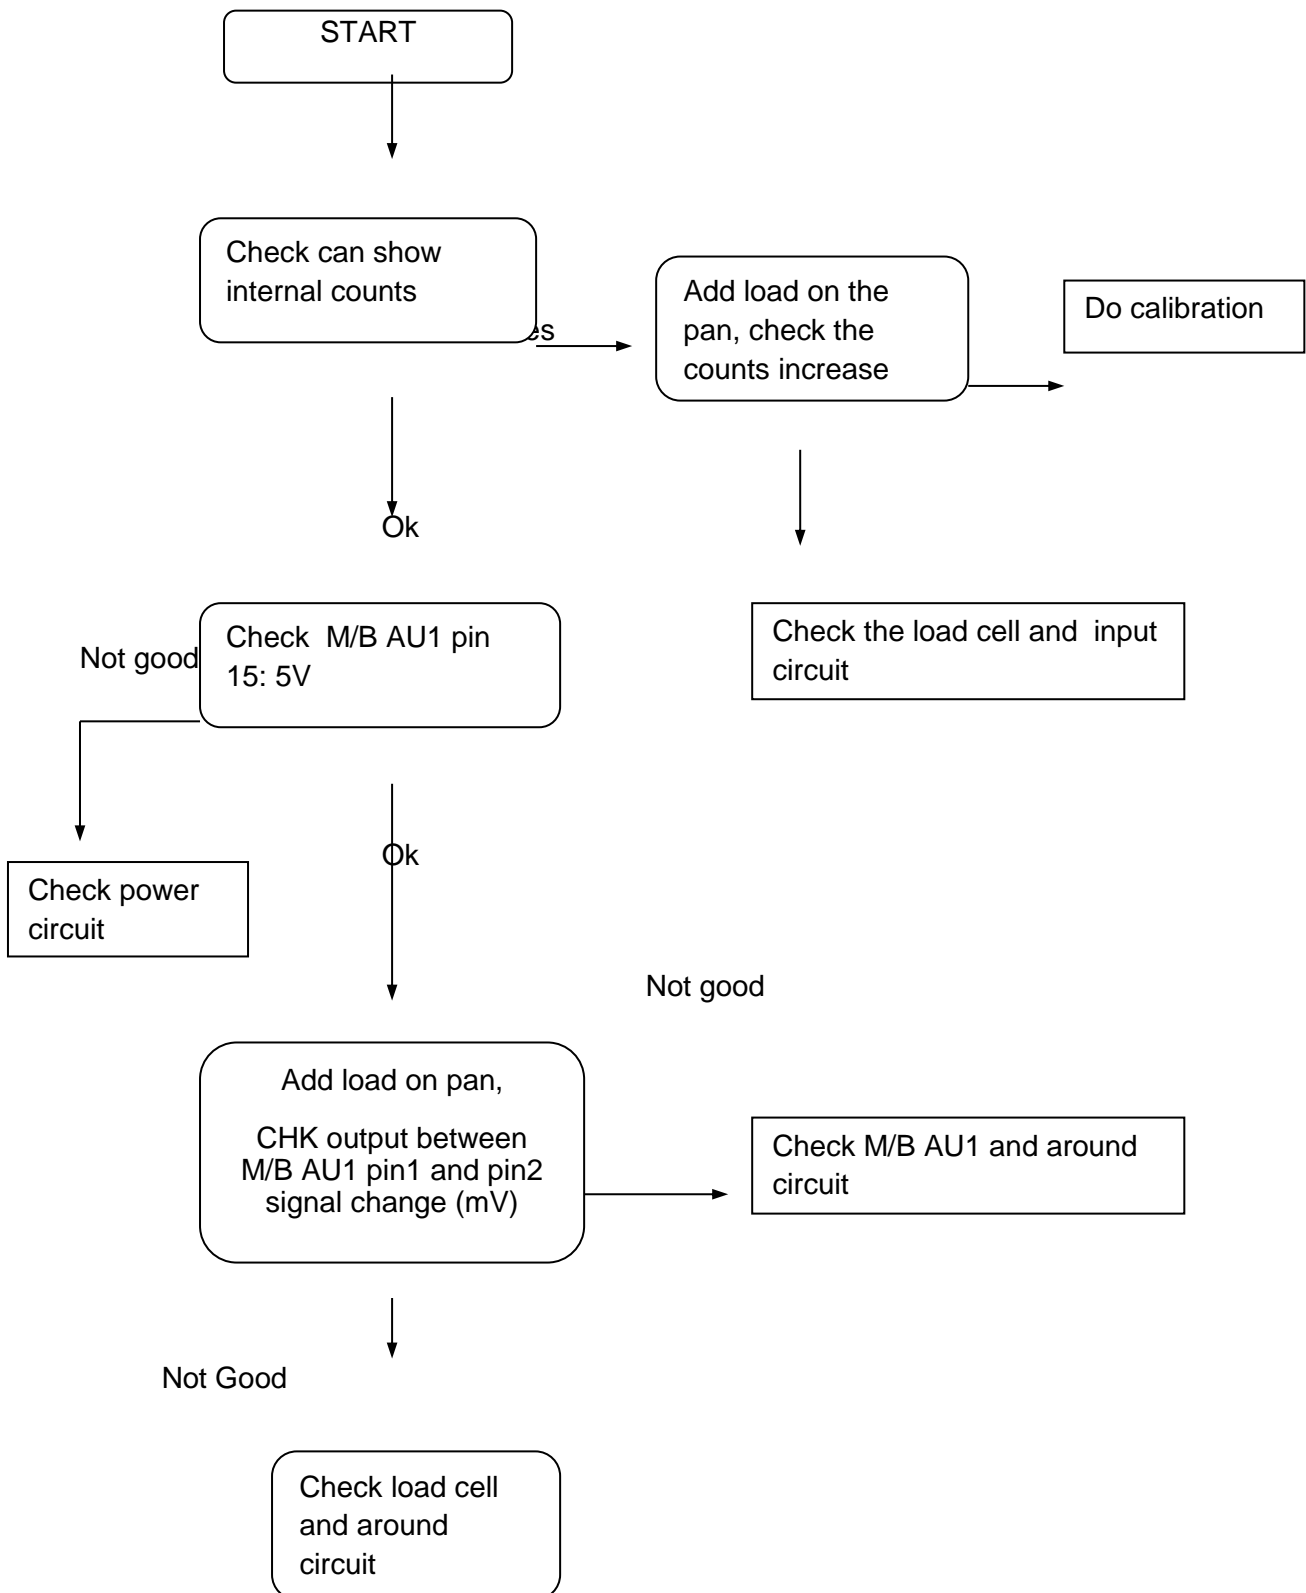 START
Check can show
internal counts
es
Add load on the
pan, check the
counts increase
Do calibration
Ok
Not good
Check M/B AU1 pin
15: 5V
Check the load cell and input
circuit
Ok
Check power
circuit
Not good
Add load on pan,
CHK output between
M/B AU1 pin1 and pin2
signal change (mV)
Check M/B AU1 and around
circuit
Not Good
Check load cell
and around
circuit